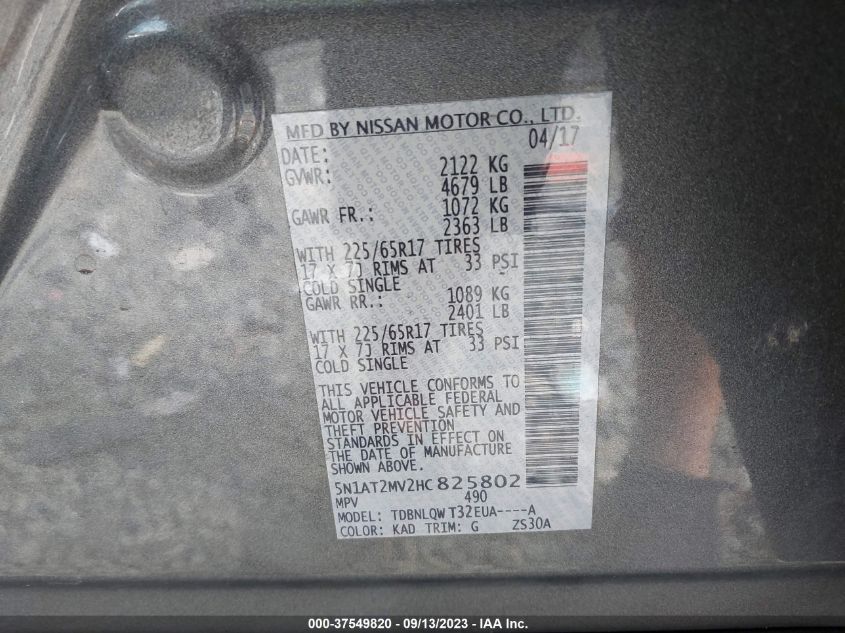 MFD BY NISSAN MOTOR CO., LTD.
DATE: 04/17
GVWR: 2122 KG
4679 LB
GAWR FR.: 1072 KG
2363 LB
WITH 225/65R17 TIRES
17 X 7J RIMS AT 33 PSI
COLD SINGLE
GAWR RR.: 1089 KG
2401 LB
WITH 225/65R17 TIRES
17 X 7J RIMS AT 33 PSI
COLD SINGLE
THIS VEHICLE CONFORMS TO
ALL APPLICABLE FEDERAL
MOTOR VEHICLE SAFETY AND
THEFT PREVENTION
STANDARDS IN EFFECT ON
THE DATE OF MANUFACTURE
SHOWN ABOVE.
5N1AT2MV2HC825802
MPV 490
MODEL: TDBNLQW T32EUA----A
COLOR: KAD TRIM: G ZS30A
000-37549820 - 09/13/2023 - IAA Inc.